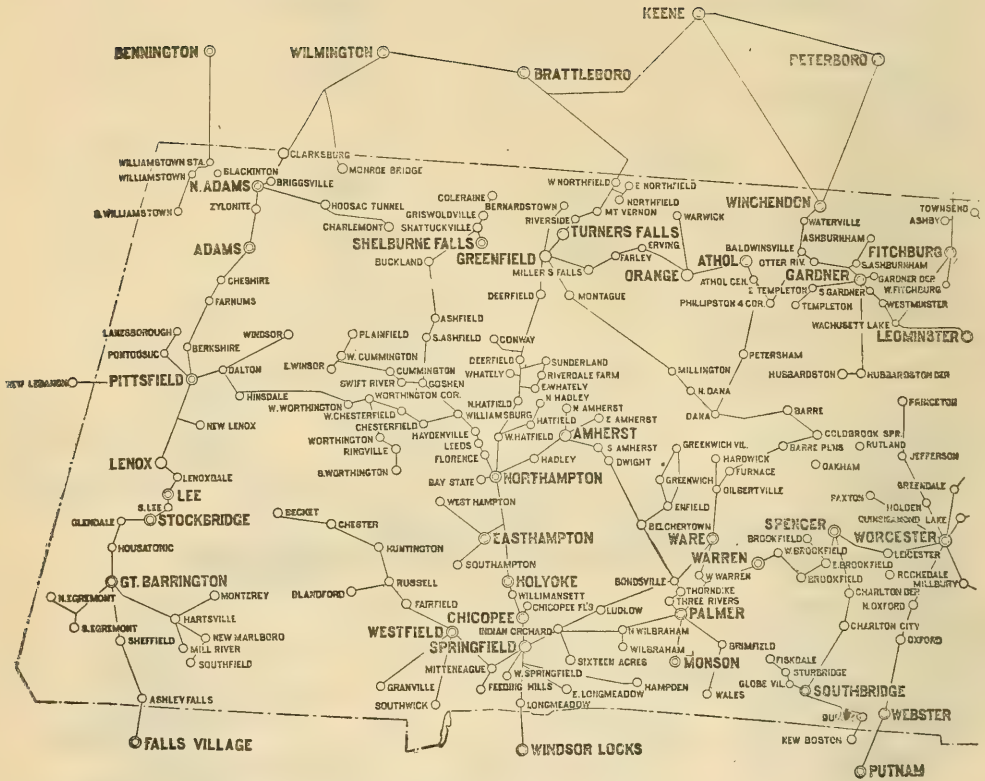 KEENE
BENNINGTON
WILMINGTON
BRATTLEBORO
PETERBORO
CLARKSBURG
WILLIAMSTOWN STA.
BLACKINTON
MONROE BRIDGE
WILLIAMSTOWN
N. ADAMS
BRIGGSVILLE
W NORTHFIELD
E NORTHFIELD
COLERAINE
BERNARDSTOWN
NORTHFIELD
WINCHENDON
TOWNSEND
ASHBY
S. WILLIAMSTOWN
ZYLONITE
HOOSAC TUNNEL
GRISWOLDVILLE
RIVERSIDE
MT VERNON
WARWICK
WATERVILLE
CHARLEMONT
SHATTUCKVILLE
TURNERS FALLS
ASHBURNHAM
ADAMS
SHELBURNE FALLS
ERVING
BALDWINSVILLE
FITCHBURG
BUCKLAND
GREENFIELD
FARLEY
ATHOL
OTTER RIV.
S.ASHBURNHAM
MILLERS FALLS
ORANGE
ATHOL CEN.
GARDNER
GARDNER DEP.
CHESHIRE
DEERFIELD
MONTAGUE
PHILLIPSTON 4 COR.
E TEMPLETON
S GARDNER
W. FITCHBURG
FARNUMS
TEMPLETON
WESTMINSTER
ASHFIELD
WACHUSETT LAKE
LEOMINSTER
LANESBOROUGH
WINDSOR
PLAINFIELD
S.ASHFIELD
CONWAY
BERKSHIRE
PONTOOSUC
W. CUMMINGTON
DEERFIELD
SUNDERLAND
PETERSHAM
E.WINSOR
CUMMINGTON
WHATELY
RIVERDALE FARM
MILLINGTON
HUBBARDSTON
HUBBARDSTON DEP.
NEW LEBANON
PITTSFIELD
DALTON
SWIFT RIVER
GOSHEN
E.WHATELY
N. DANA
HINSDALE
WORTHINGTON COR.
N.HATFIELD
N HADLEY
W. WORTHINGTON
W.CHESTERFIELD
WILLIAMSBURG
N AMHERST
DANA
BARRE
PRINCETON
NEW LENOX
CHESTERFIELD
HATFIELD
E AMHERST
WORTHINGTON
HAYDENVILLE
W.HATFIELD
AMHERST
COLDBROOK SPR.
RINGVILLE
LEEDS
S AMHERST
GREENWICH VIL.
BARRE PLNS
RUTLAND
JEFFERSON
LENOX
FLORENCE
HADLEY
DWIGHT
HARDWICK
OAKHAM
S.WORTHINGTON
FURNACE
LENOXDALE
BAY STATE
NORTHAMPTON
GREENWICH
GILBERTVILLE
GREENDALE
LEE
PAXTON
S.LEE
WEST HAMPTON
ENFIELD
HOLDEN
GLENDALE
STOCKBRIDGE
BECKET
CHESTER
BELCHERTOWN
SPENCER
QUINSIGAMOND LAKE
EASTHAMPTON
WARE
BROOKFIELD
WORCESTER
HOUSATONIC
HUNTINGTON
WARREN
W. BROOKFIELD
LEICESTER
SOUTHAMPTON
E.BROOKFIELD
GT. BARRINGTON
RUSSELL
HOLYOKE
BONDSVILLE
W WARREN
BROOKFIELD
ROCHEDALE
MILLBURY
BLANDFORD
WILLIMANSETT
THORNDIKE
CHARLTON DEP.
N.EGREMONT
MONTEREY
FAIRFIELD
CHICOPEE FL'S
LUDLOW
THREE RIVERS
N.OXFORD
HARTSVILLE
CHICOPEE
PALMER
S.EGREMONT
WESTFIELD
INDIAN ORCHARD
N WILBRAHAM
CHARLTON CITY
SHEFFIELD
NEW MARLBORO
SPRINGFIELD
WILBRAHAM
BRIMFIELD
OXFORD
MILL RIVER
MITTENEAGUE
SIXTEEN ACRES
MONSON
FISKDALE
SOUTHFIELD
W. SPRINGFIELD
STURBRIDGE
GRANVILLE
FEEDING HILLS
HAMPDEN
GLOBE VIL.
SOUTHBRIDGE
E. LONGMEADOW
WALES
ASHLEY FALLS
SOUTHWICK
LONGMEADOW
WEBSTER
FALLS VILLAGE
WINDSOR LOCKS
NEW BOSTON
PUTNAM